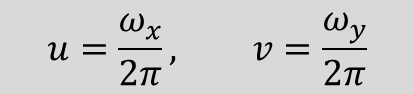 u = ω_x / 2π, v = ω_y / 2π